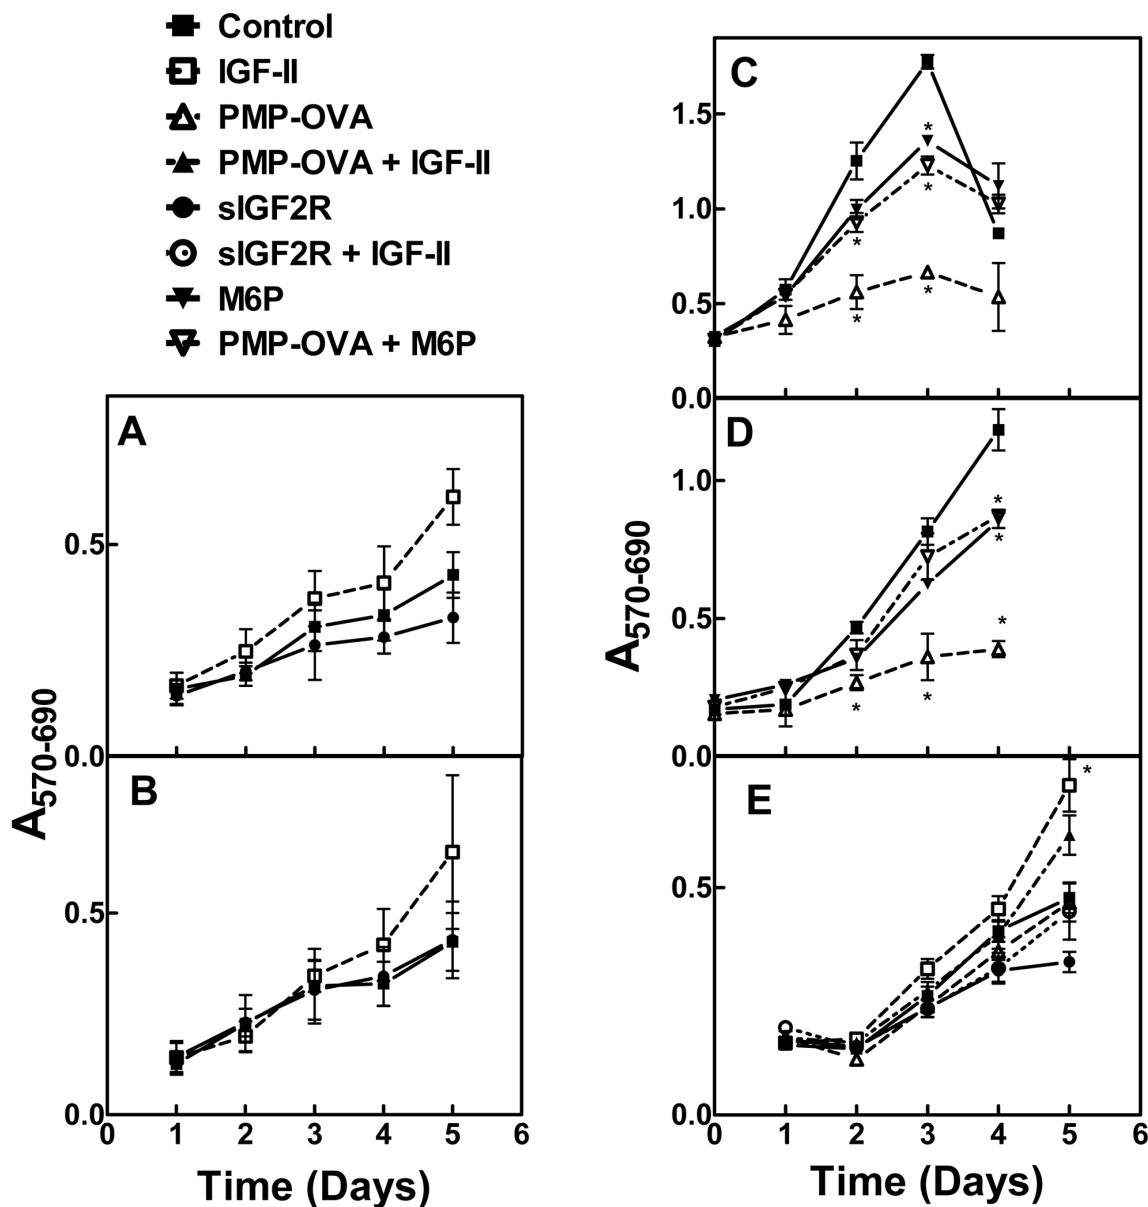 Control
IGF-II
PMP-OVA
PMP-OVA + IGF-II
sIGF2R
sIGF2R + IGF-II
M6P
PMP-OVA + M6P
A
0.5
0.0
B
0.5
0.0
1 2 3 4 5 6
A570-690
Time (Days)
C
1.5
1.0
0.5
0.0
* * * * *
D
1.0
0.5
0.0
* * * * *
E
0.5
0.0
*
0 1 2 3 4 5 6
A570-690
Time (Days)